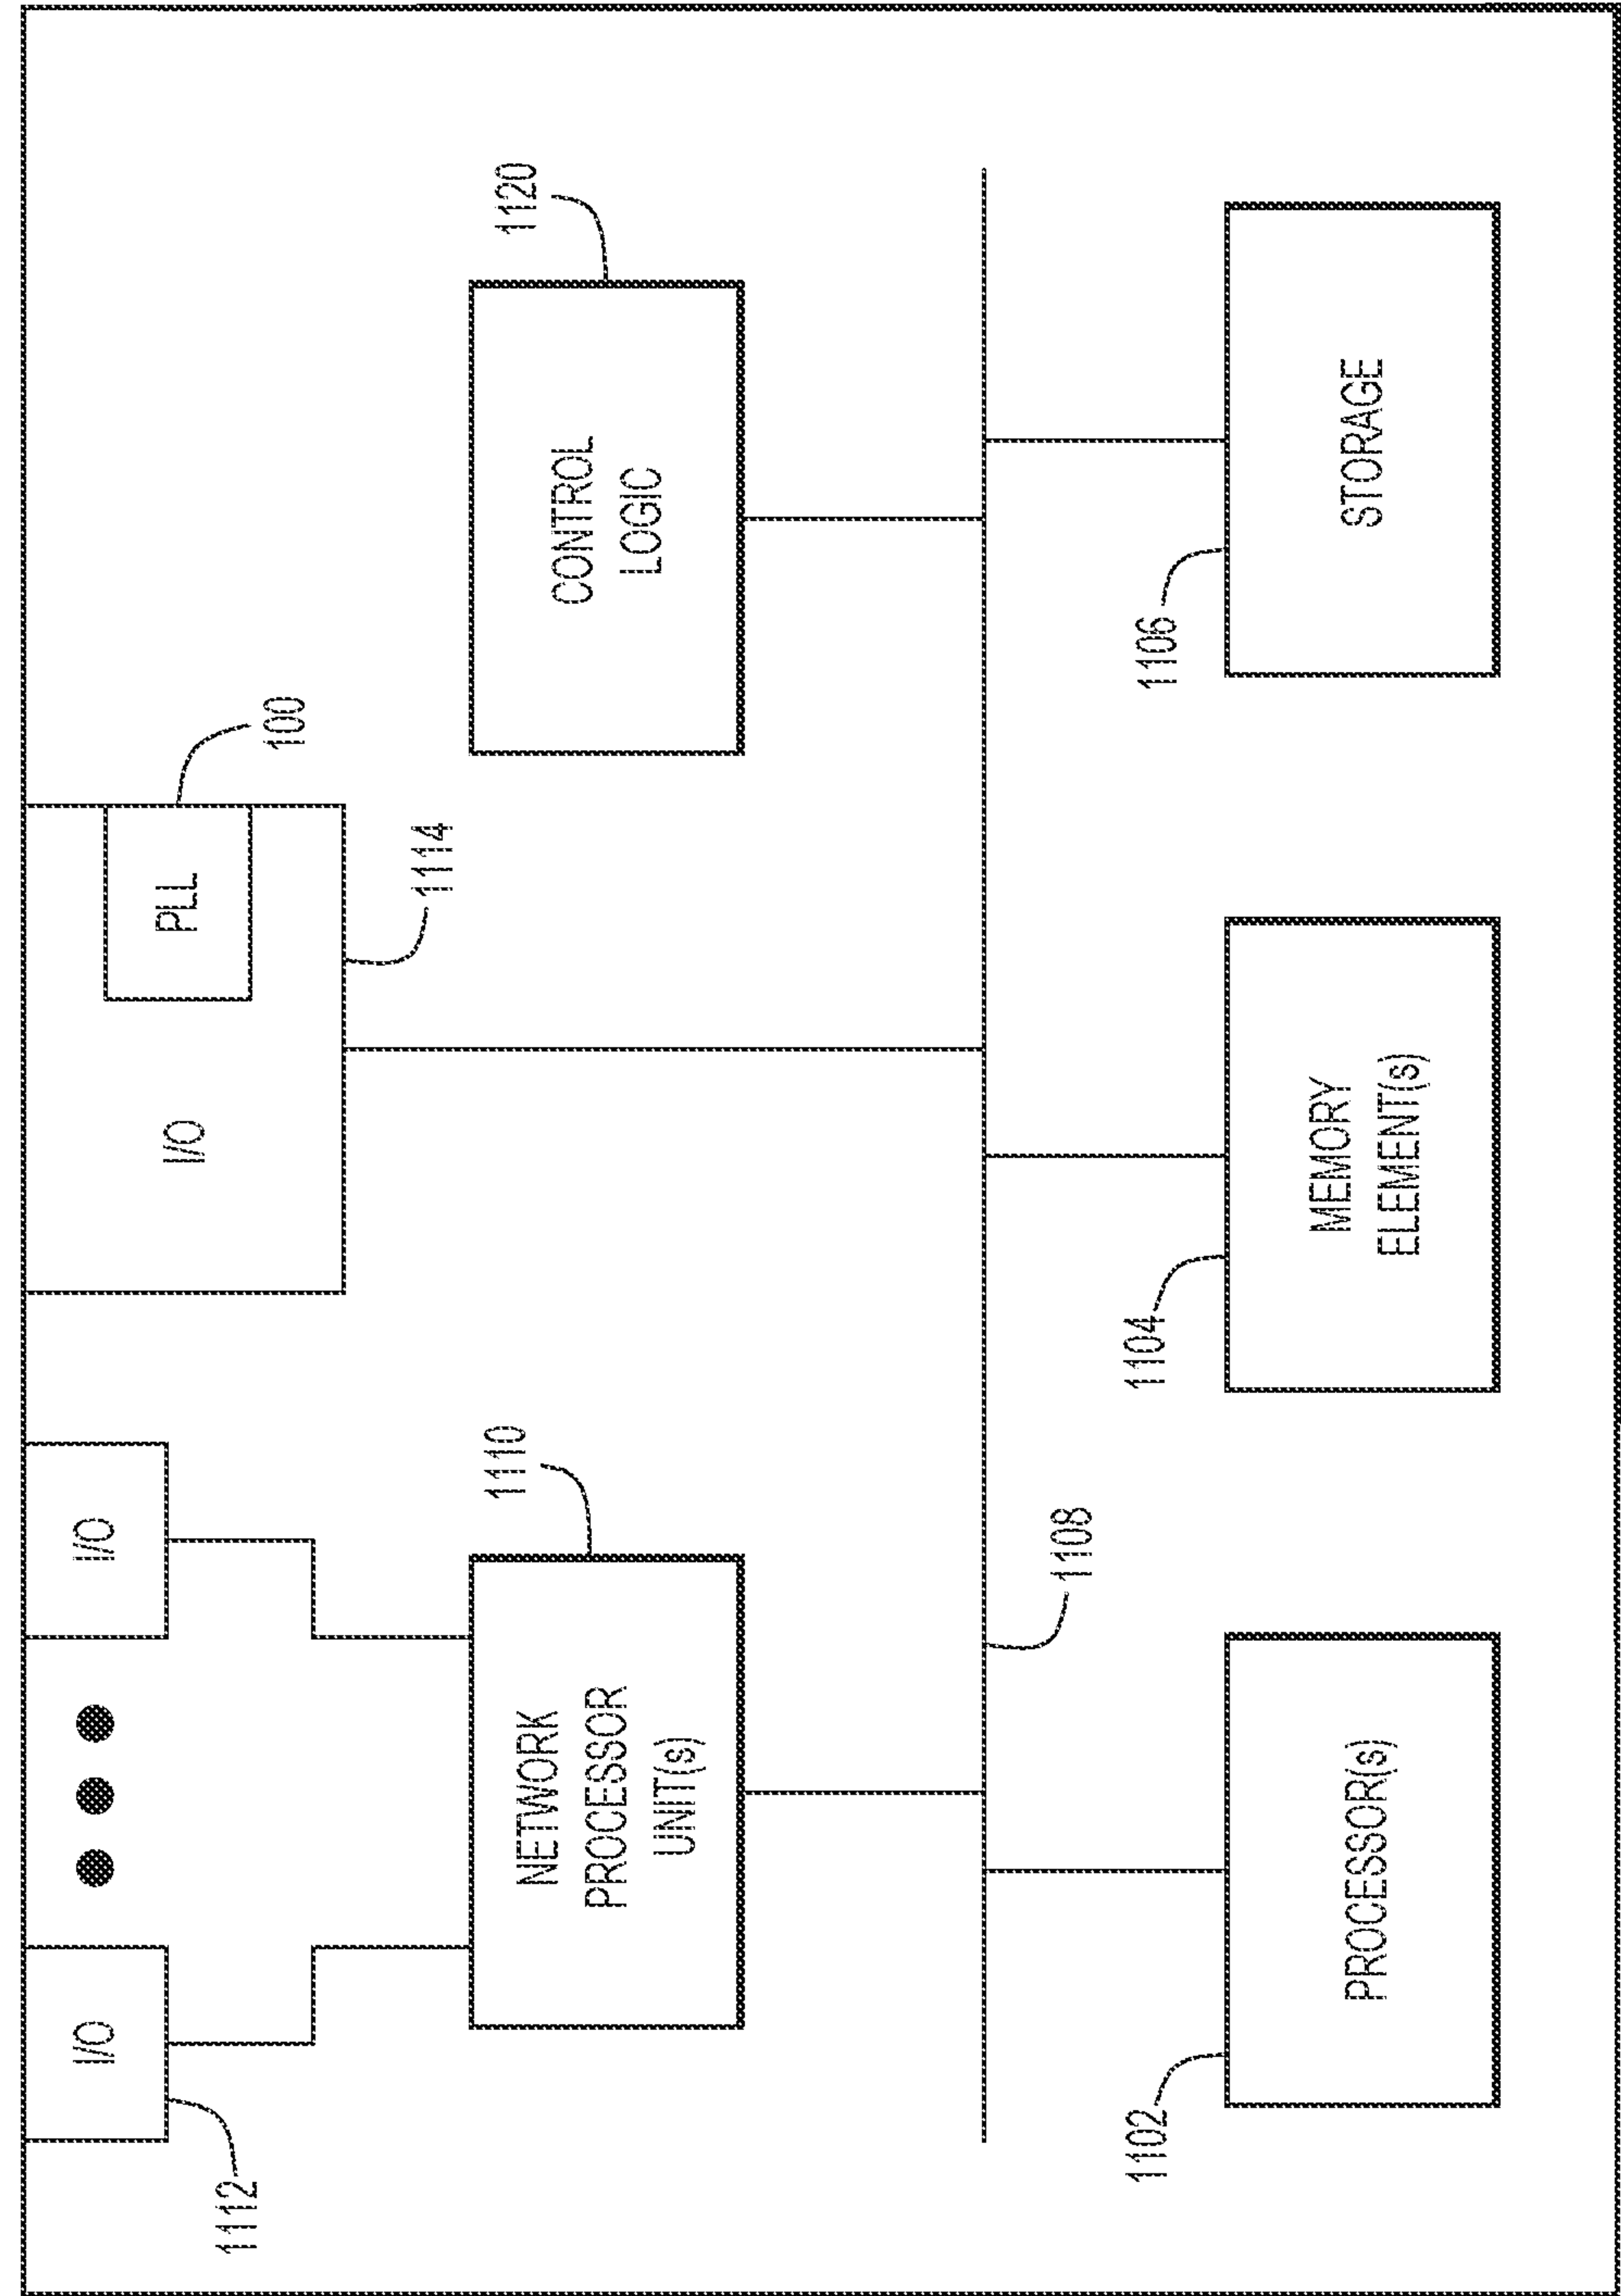 I/O
I/O
I/O
PLL
100
1112
1114
1110
1120
NETWORK
PROCESSOR
UNIT(s)
CONTROL
LOGIC
1108
1102
1104
1106
PROCESSOR(s)
MEMORY
ELEMENT(s)
STORAGE